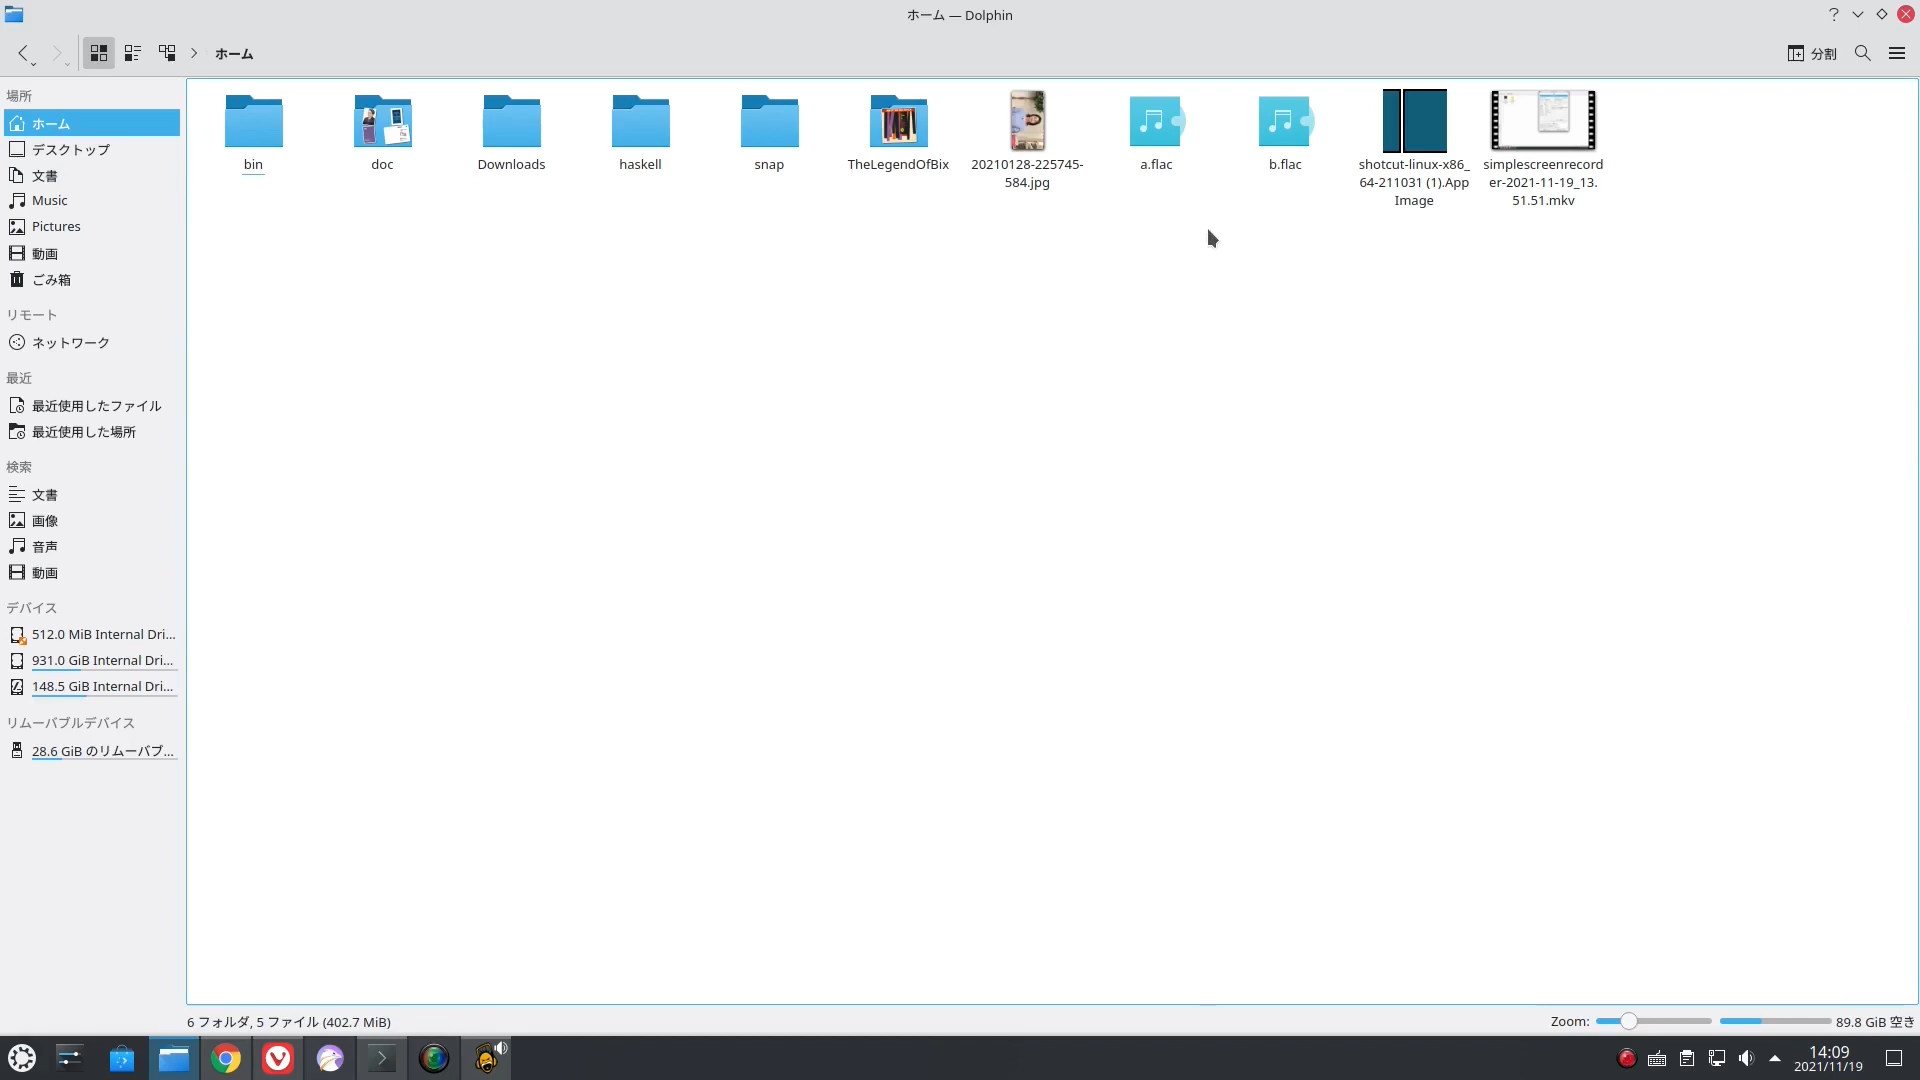 ホーム — Dolphin
ホーム
分割
場所
ホーム
デスクトップ
文書
Music
Pictures
動画
ごみ箱
リモート
ネットワーク
最近
最近使用したファイル
最近使用した場所
検索
文書
画像
音声
動画
デバイス
512.0 MiB Internal Dri...
931.0 GiB Internal Dri...
148.5 GiB Internal Dri...
リムーバブルデバイス
28.6 GiB のリムーバブ...
bin
doc
Downloads
haskell
snap
TheLegendOfBix
20210128-225745-
584.jpg
a.flac
b.flac
shotcut-linux-x86_
64-211031 (1).App
Image
simplescreenrecord
er-2021-11-19_13.
51.51.mkv
6 フォルダ, 5 ファイル (402.7 MiB)
Zoom:
89.8 GiB 空き
14:09
2021/11/19